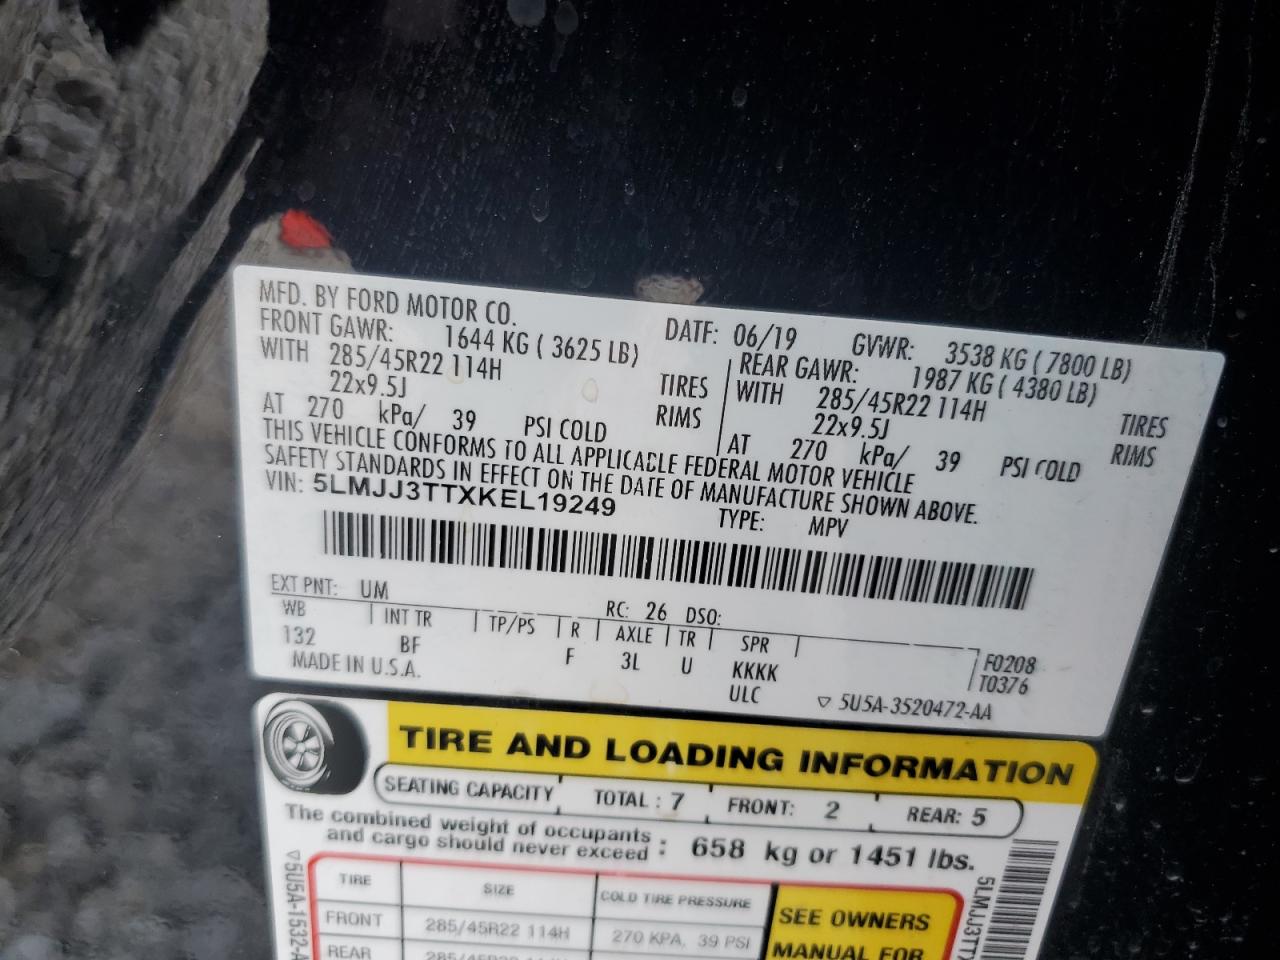 MFD. BY FORD MOTOR CO. DATE: 06/19 GVWR: 3538 KG ( 7800 LB)
FRONT GAWR: 1644 KG ( 3625 LB) REAR GAWR: 1987 KG ( 4380 LB)
WITH 285/45R22 114H TIRES WITH 285/45R22 114H TIRES
22x9.5J RIMS 22x9.5J RIMS
AT 270 kPa/ 39 PSI COLD AT 270 kPa/ 39 PSI COLD
THIS VEHICLE CONFORMS TO ALL APPLICABLE FEDERAL MOTOR VEHICLE
SAFETY STANDARDS IN EFFECT ON THE DATE OF MANUFACTURE SHOWN ABOVE.
VIN: 5LMJJ3TTXKEL19249 TYPE: MPV
EXT PNT: UM RC: 26 DSO:
WB INT TR TP/PS R AXLE TR SPR
132 BF F 3L U KKKK F0208
MADE IN U.S.A. ULC T0376
▽ 5U5A-3520472-AA
TIRE AND LOADING INFORMATION
SEATING CAPACITY TOTAL : 7 FRONT: 2 REAR: 5
The combined weight of occupants
and cargo should never exceed : 658 kg or 1451 lbs.
TIRE SIZE COLD TIRE PRESSURE
FRONT 285/45R22 114H 270 KPA, 39 PSI
REAR
SEE OWNERS
MANUAL FOR
▽5U5A-1532-A
5LMJJ3TTX